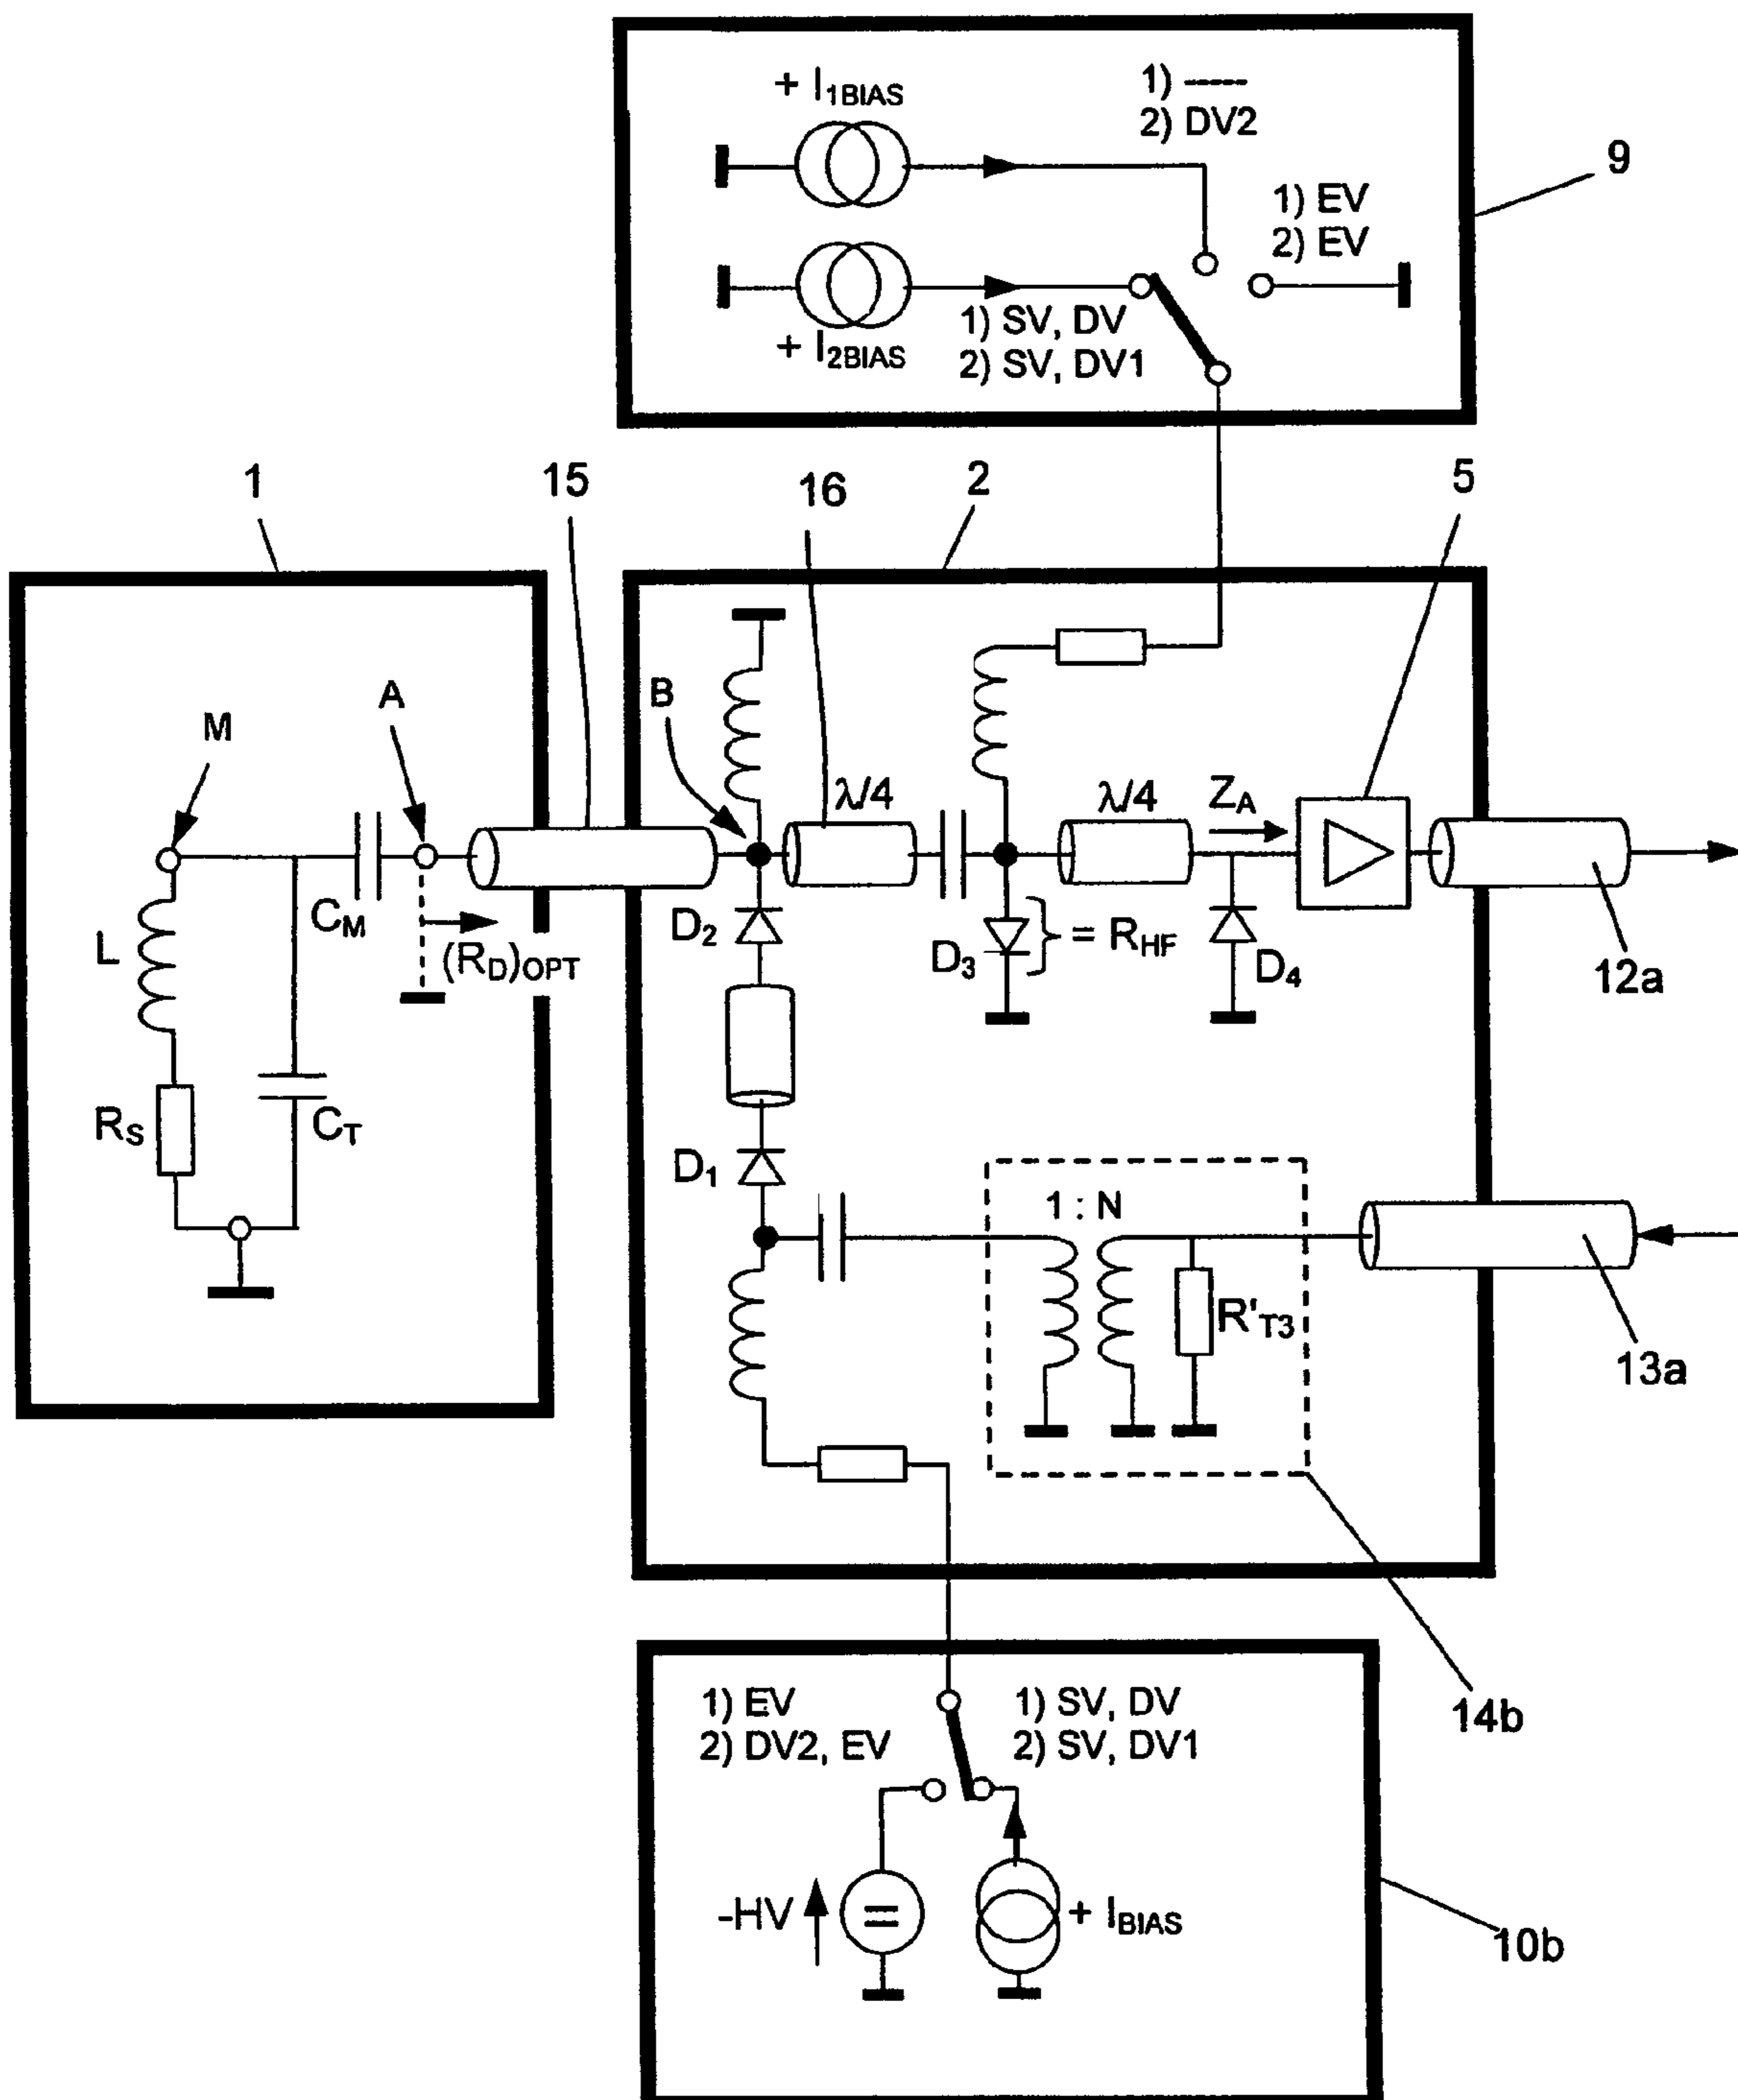 + I1BIAS
1) -----
2) DV2
9
1) EV
2) EV
+ I2BIAS
1) SV, DV
2) SV, DV1
1
15
16
2
5
M
A
B
λ/4
λ/4
ZA
L
CM
(RD)OPT
D2
D3
= RHF
D4
12a
RS
CT
D1
1 : N
R'T3
13a
1) EV
2) DV2, EV
1) SV, DV
2) SV, DV1
14b
-HV
=
+ IBIAS
10b